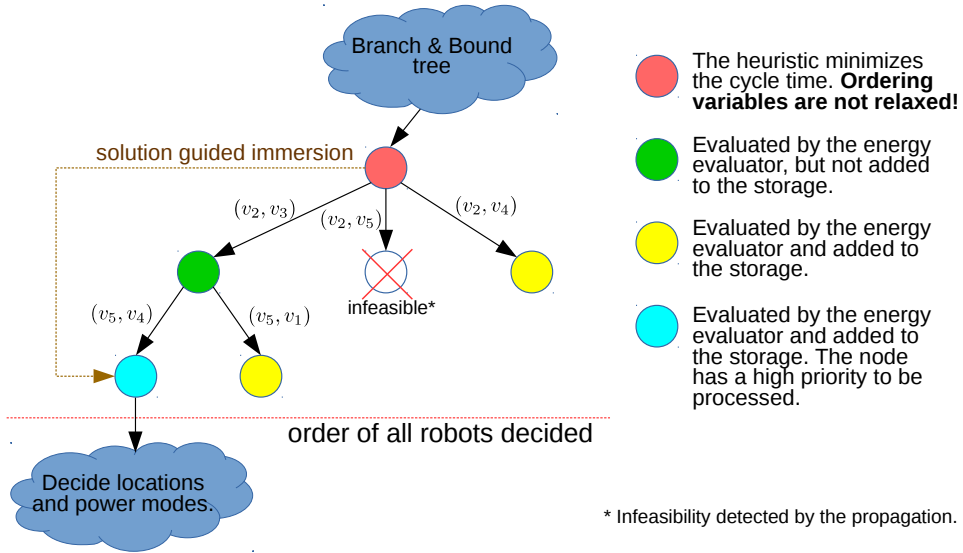 Branch & Bound
tree
solution guided immersion
(v₂, v₃)
(v₂, v₅)
(v₂, v₄)
infeasible*
(v₅, v₄)
(v₅, v₁)
order of all robots decided
Decide locations
and power modes.
The heuristic minimizes
the cycle time. Ordering
variables are not relaxed!
Evaluated by the energy
evaluator, but not added
to the storage.
Evaluated by the energy
evaluator and added to
the storage.
Evaluated by the energy
evaluator and added to
the storage. The node
has a high priority to be
processed.
* Infeasibility detected by the propagation.